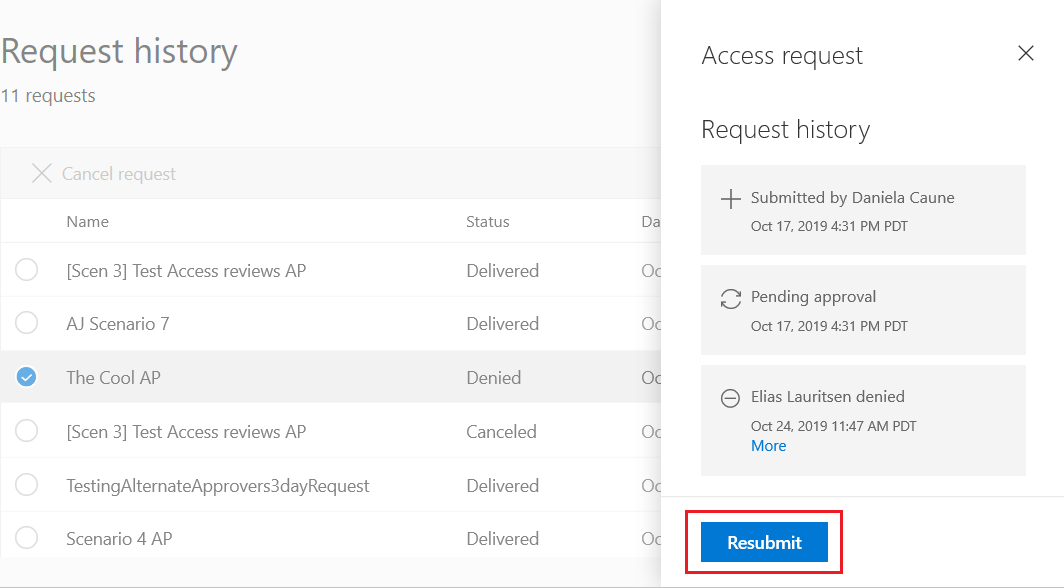 Request history
11 requests
Cancel request
Name Status Da
[Scen 3] Test Access reviews AP Delivered Oc
AJ Scenario 7 Delivered Oc
The Cool AP Denied Oc
[Scen 3] Test Access reviews AP Canceled Oc
TestingAlternateApprovers3dayRequest Delivered Oc
Scenario 4 AP Delivered Oc
Access request
Request history
Submitted by Daniela Caune
Oct 17, 2019 4:31 PM PDT
Pending approval
Oct 17, 2019 4:31 PM PDT
Elias Lauritsen denied
Oct 24, 2019 11:47 AM PDT
More
Resubmit